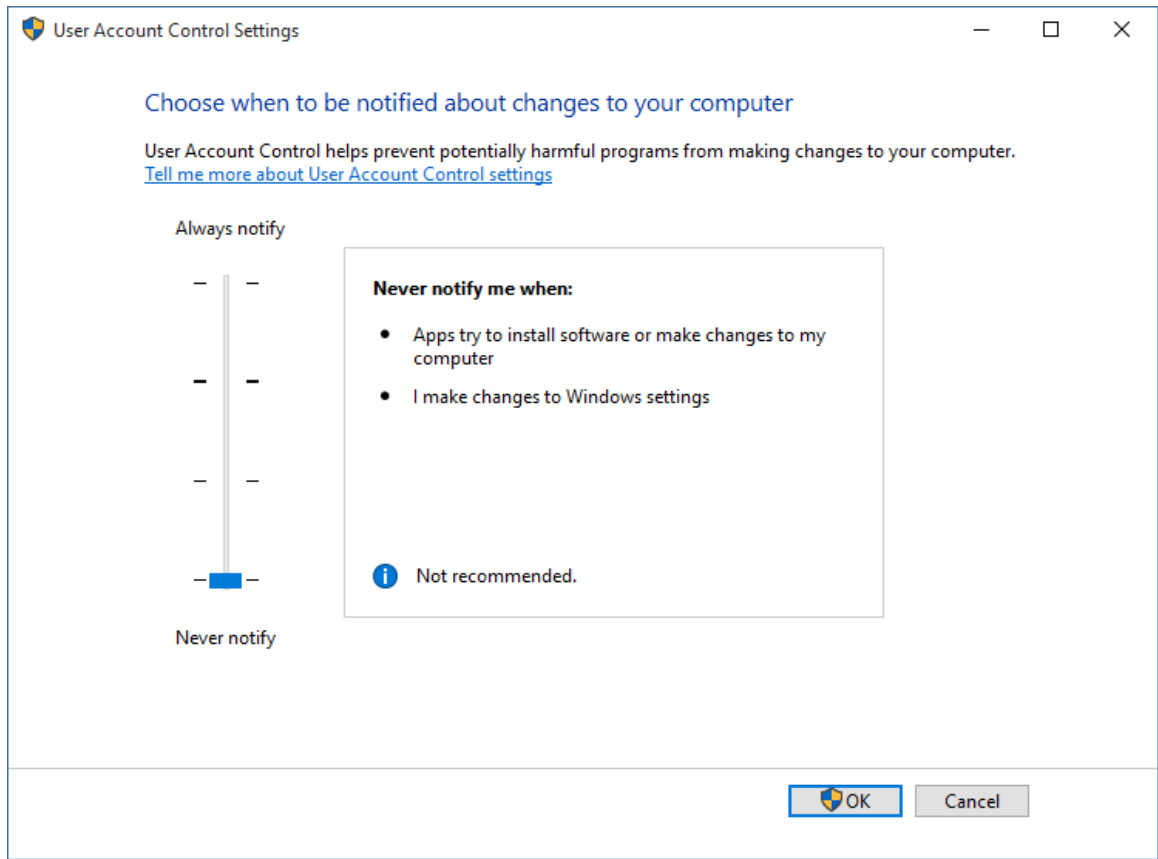 User Account Control Settings
Choose when to be notified about changes to your computer
User Account Control helps prevent potentially harmful programs from making changes to your computer.
Tell me more about User Account Control settings
Always notify
Never notify me when:
Apps try to install software or make changes to my
computer
I make changes to Windows settings
Not recommended.
Never notify
OK
Cancel